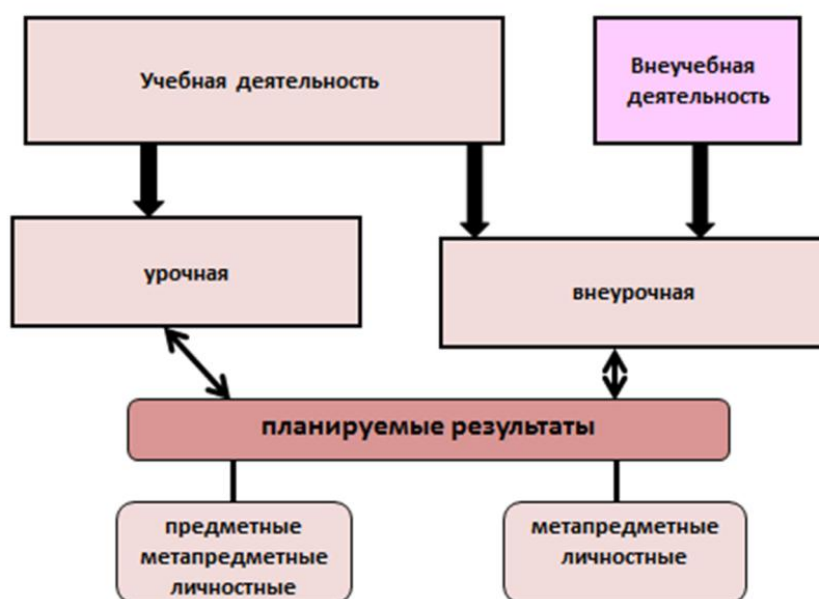 Учебная деятельность
Внеучебная
деятельность
урочная
внеурочная
планируемые результаты
предметные
метапредметные
личностные
метапредметные
личностные